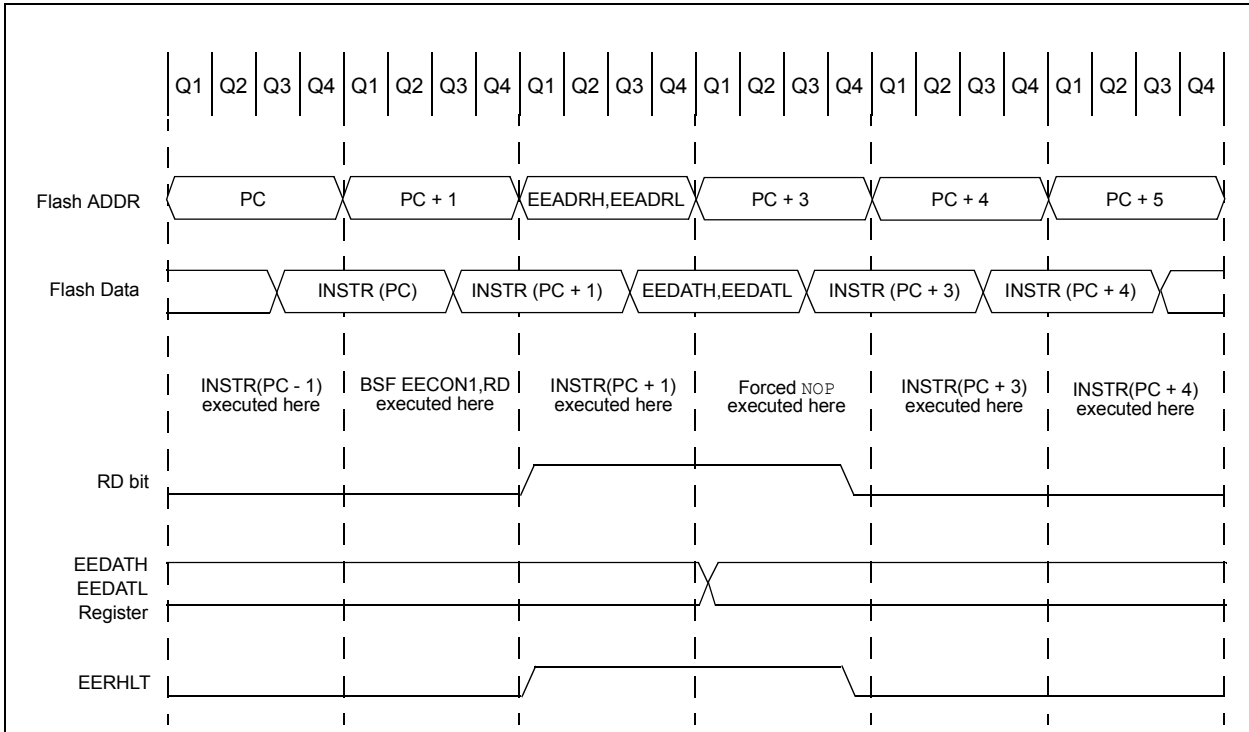 Q1 Q2 Q3 Q4 Q1 Q2 Q3 Q4 Q1 Q2 Q3 Q4 Q1 Q2 Q3 Q4 Q1 Q2 Q3 Q4 Q1 Q2 Q3 Q4
Flash ADDR PC PC + 1 EEADRH,EEADRL PC + 3 PC + 4 PC + 5
Flash Data INSTR (PC) INSTR (PC + 1) EEDATH,EEDATL INSTR (PC + 3) INSTR (PC + 4)
INSTR(PC - 1) BSF EECON1,RD INSTR(PC + 1) Forced NOP INSTR(PC + 3) INSTR(PC + 4)
executed here executed here executed here executed here executed here executed here
RD bit
EEDATH
EEDATL
Register
EERHLT